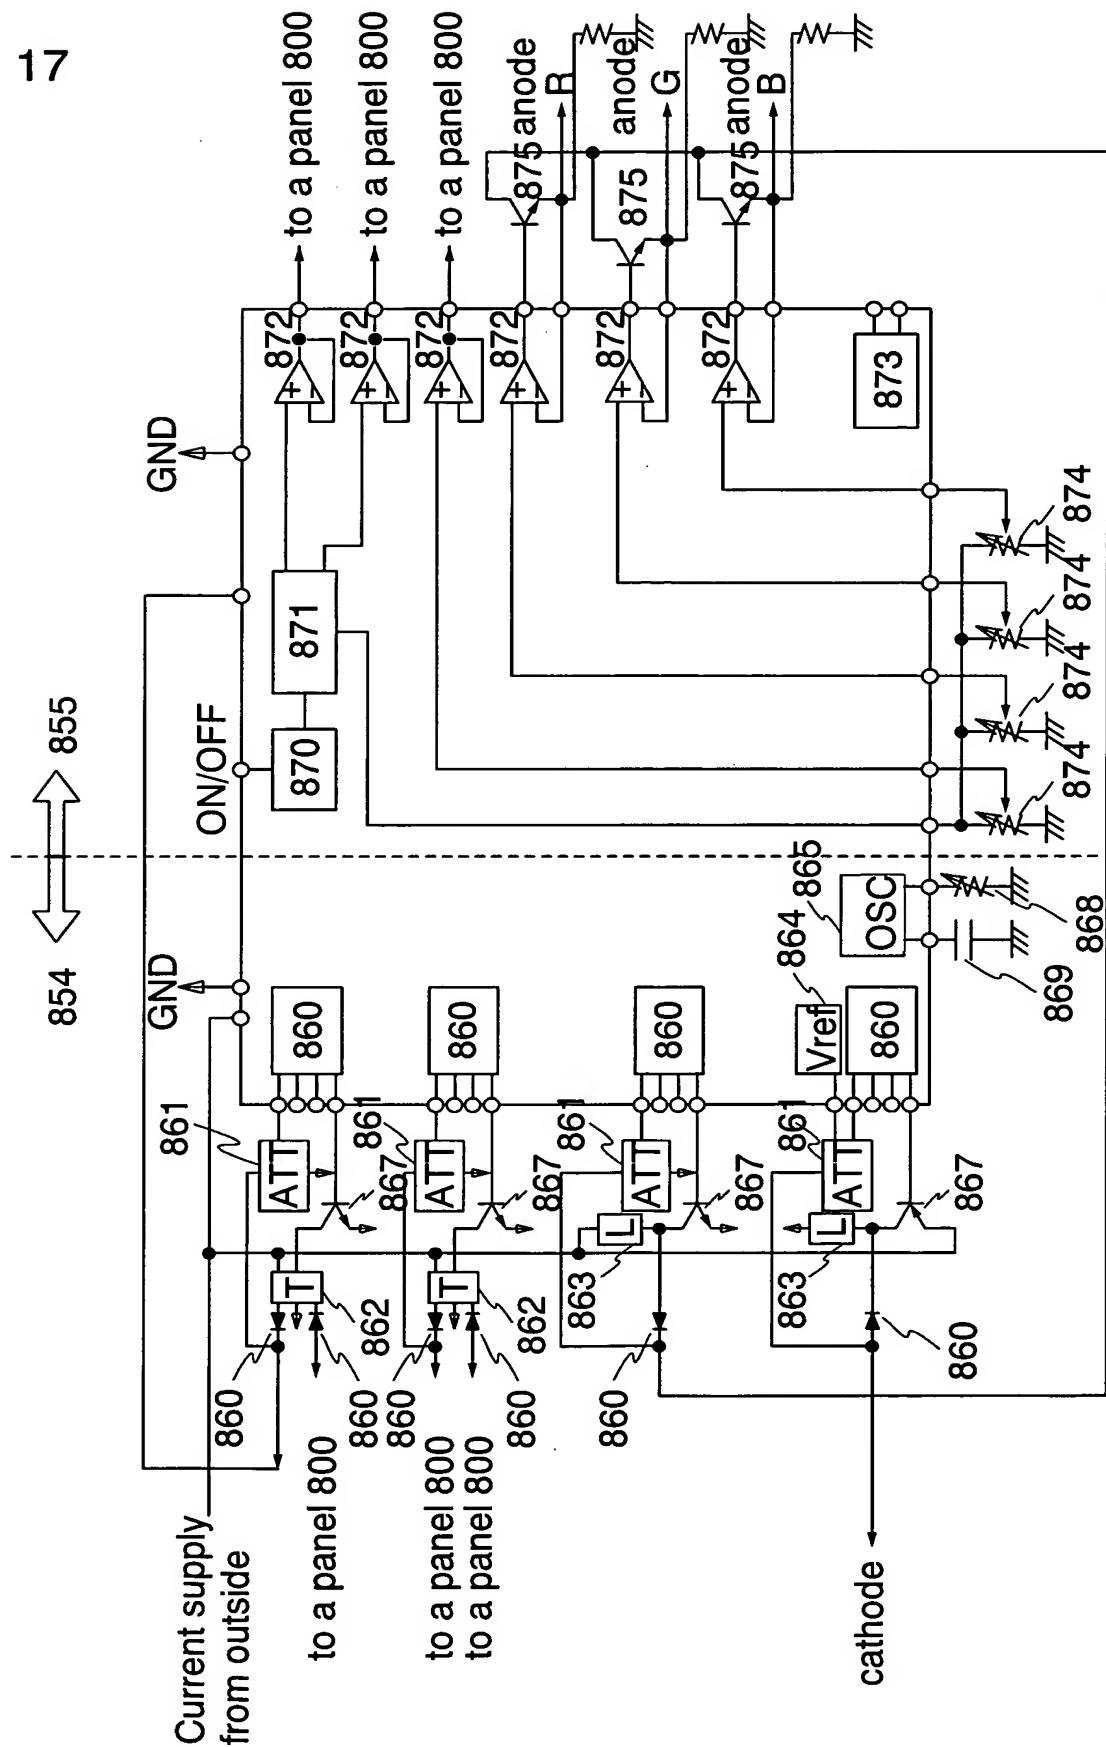 17
854
855
GND
ON/OFF
GND
to a panel 800
to a panel 800
to a panel 800
875
anode
R
875
anode
G
875
anode
B
872
872
872
872
872
872
870
871
873
874
874
874
874
861
861
861
861
ATT
ATT
ATT
ATT
860
860
860
860
Vref
864
OSC
865
868
869
867
867
867
867
T
T
862
862
L
L
863
863
860
860
860
860
860
860
Current supply
from outside
to a panel 800
to a panel 800
to a panel 800
cathode